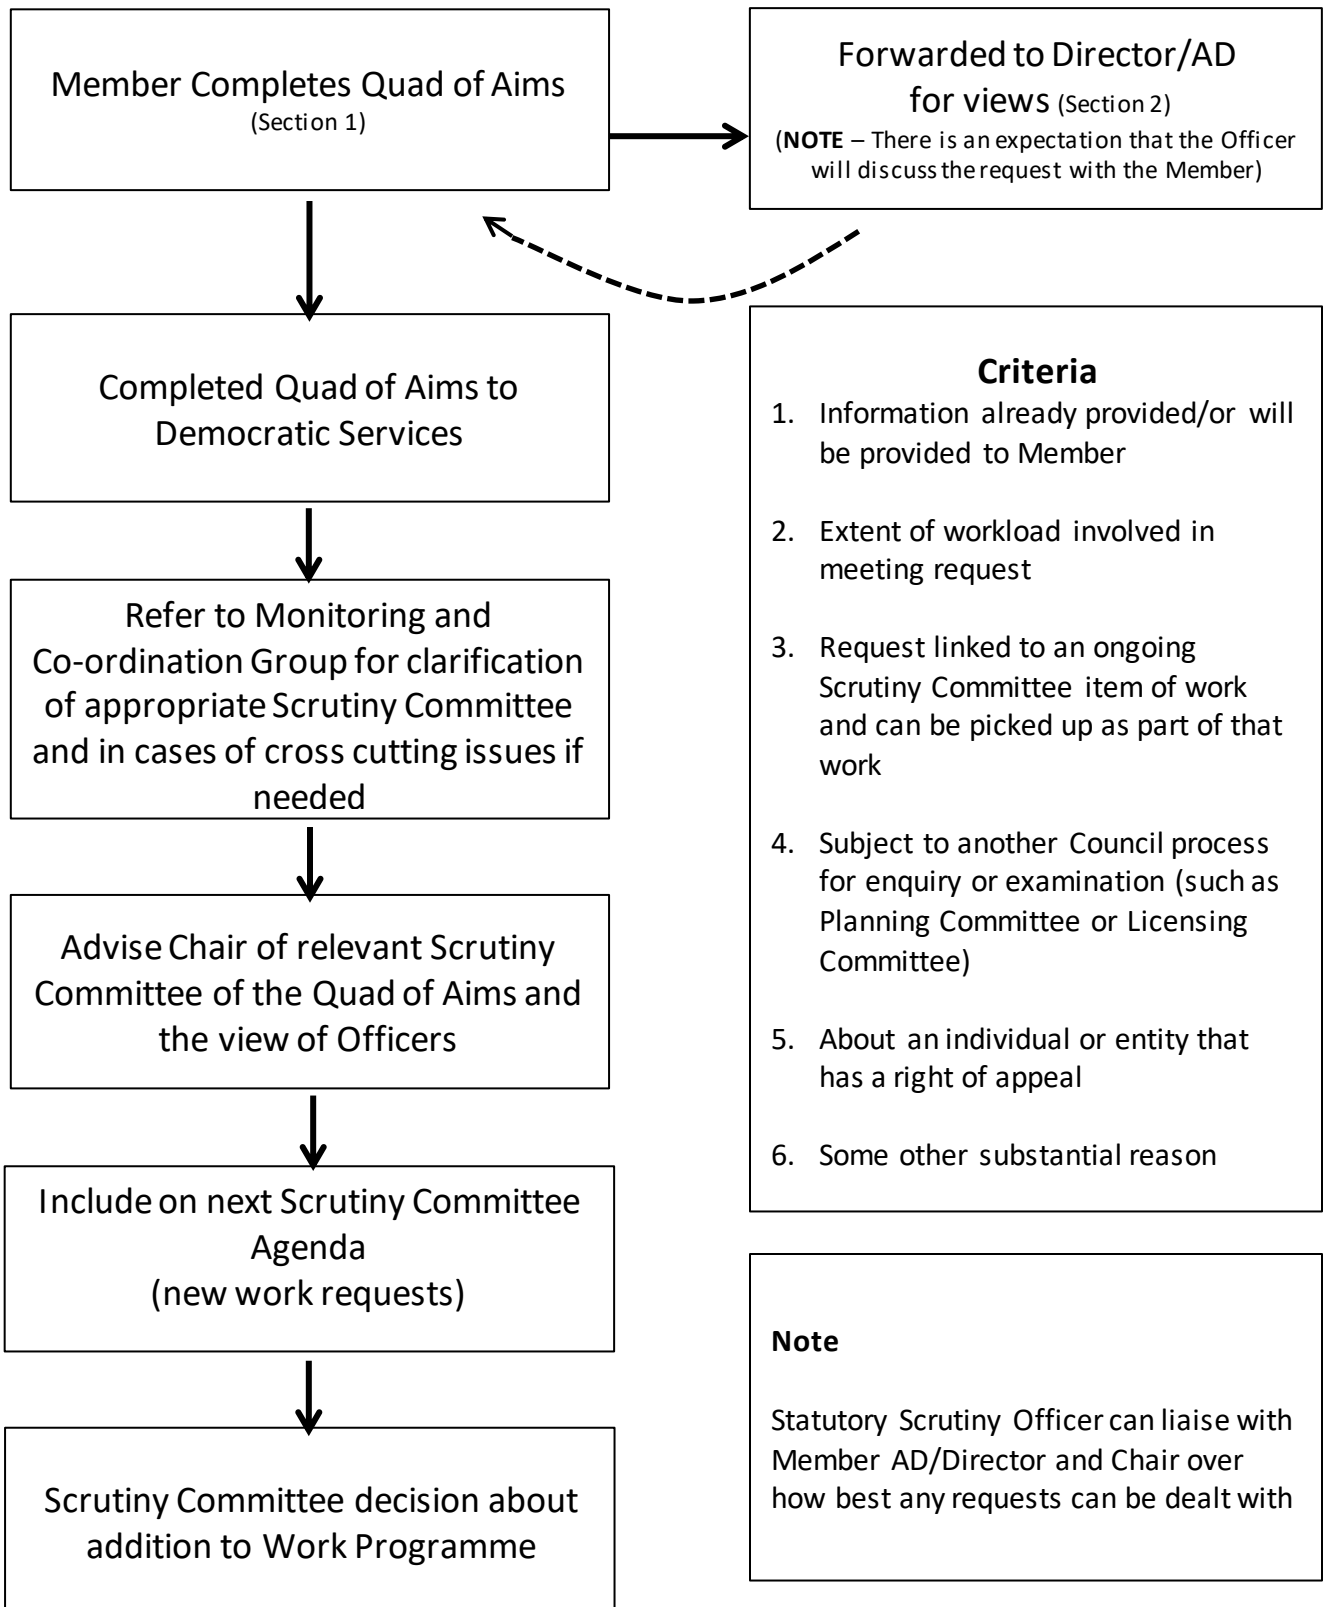 Member Completes Quad of Aims
(Section 1)
Forwarded to Director/AD
for views (Section 2)
(NOTE – There is an expectation that the Officer
will discuss the request with the Member)
Completed Quad of Aims to
Democratic Services
Refer to Monitoring and
Co-ordination Group for clarification
of appropriate Scrutiny Committee
and in cases of cross cutting issues if
needed
Advise Chair of relevant Scrutiny
Committee of the Quad of Aims and
the view of Officers
Include on next Scrutiny Committee
Agenda
(new work requests)
Scrutiny Committee decision about
addition to Work Programme
Criteria
1. Information already provided/or will
be provided to Member
2. Extent of workload involved in
meeting request
3. Request linked to an ongoing
Scrutiny Committee item of work
and can be picked up as part of that
work
4. Subject to another Council process
for enquiry or examination (such as
Planning Committee or Licensing
Committee)
5. About an individual or entity that
has a right of appeal
6. Some other substantial reason
Note
Statutory Scrutiny Officer can liaise with
Member AD/Director and Chair over
how best any requests can be dealt with